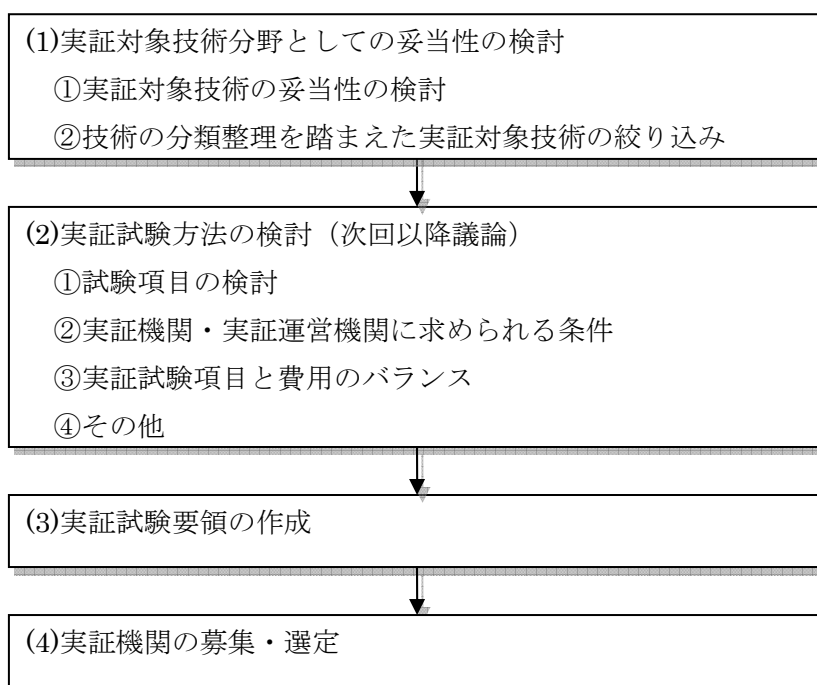 (1)実証対象技術分野としての妥当性の検討
①実証対象技術の妥当性の検討
②技術の分類整理を踏まえた実証対象技術の絞り込み
(2)実証試験方法の検討（次回以降議論）
①試験項目の検討
②実証機関・実証運営機関に求められる条件
③実証試験項目と費用のバランス
④その他
(3)実証試験要領の作成
(4)実証機関の募集・選定